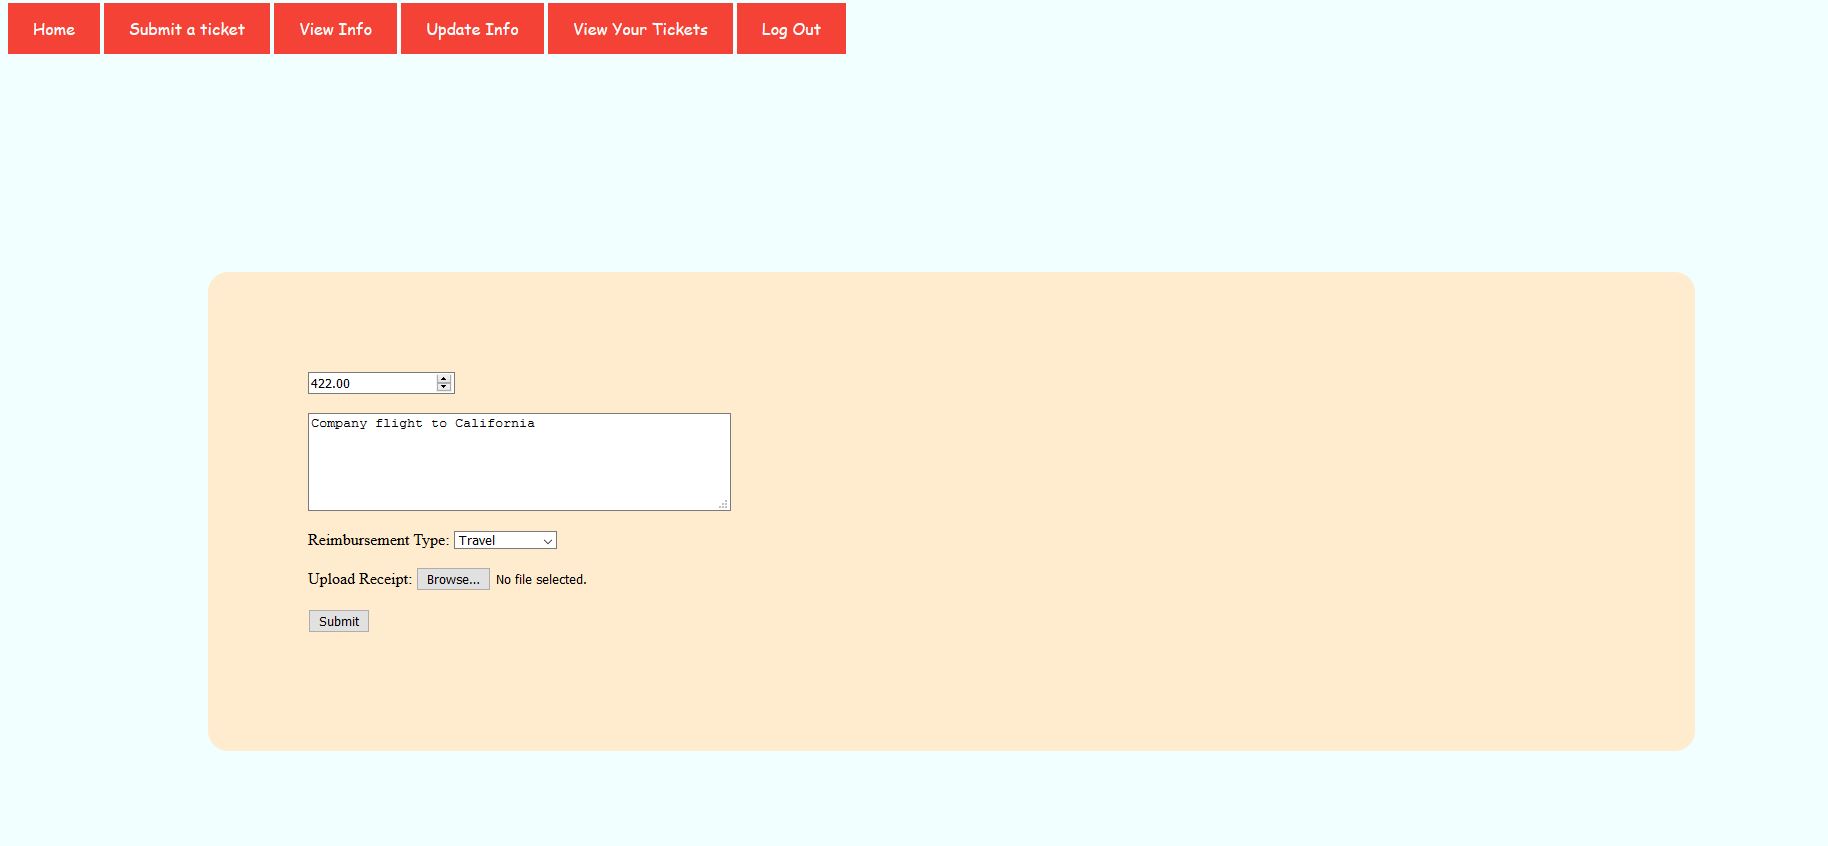 Home Submit a ticket View Info Update Info View Your Tickets Log Out
422.00
Company flight to California
Reimbursement Type: Travel
Upload Receipt: Browse... No file selected.
Submit